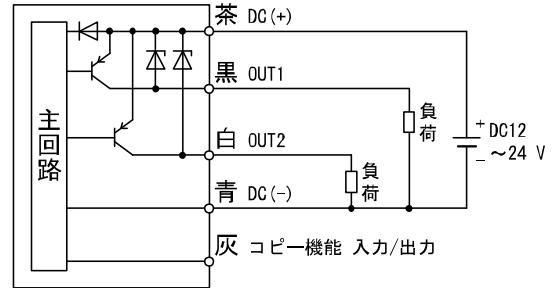 茶 DC(+)
黒 OUT1
主回路
負荷
+ DC12
- ～24 V
白 OUT2
負荷
青 DC(-)
灰 コピー機能 入力/出力